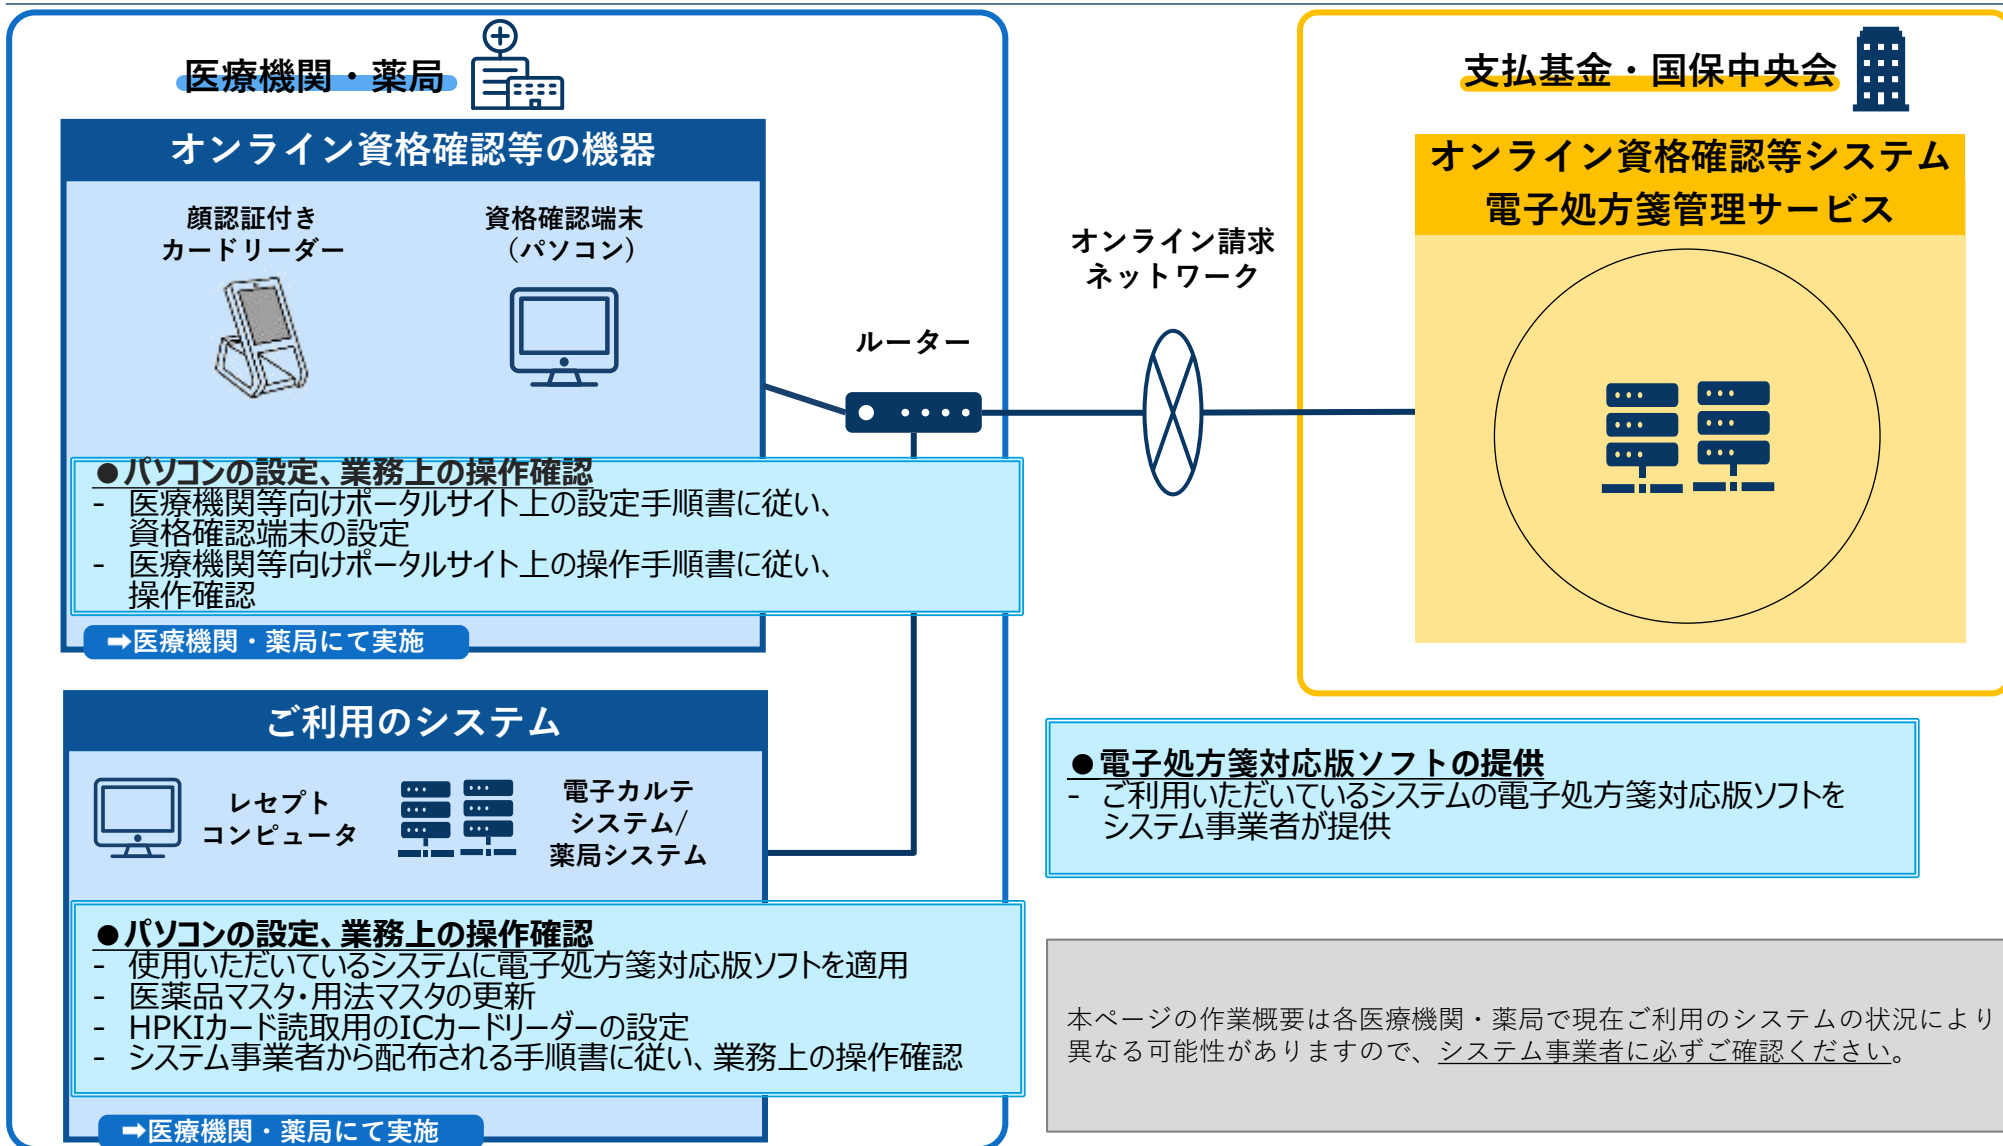 医療機関・薬局
オンライン資格確認等の機器
顔認証付き
カードリーダー
資格確認端末
（パソコン）
●パソコンの設定、業務上の操作確認
- 医療機関等向けポータルサイト上の設定手順書に従い、
資格確認端末の設定
- 医療機関等向けポータルサイト上の操作手順書に従い、
操作確認
➡医療機関・薬局にて実施
ルーター
オンライン請求
ネットワーク
支払基金・国保中央会
オンライン資格確認等システム
電子処方箋管理サービス
ご利用のシステム
レセプト
コンピュータ
電子カルテ
システム/
薬局システム
●パソコンの設定、業務上の操作確認
- 使用いただいているシステムに電子処方箋対応版ソフトを適用
- 医薬品マスタ・用法マスタの更新
- HPKIカード読取用のICカードリーダーの設定
- システム事業者から配布される手順書に従い、業務上の操作確認
➡医療機関・薬局にて実施
●電子処方箋対応版ソフトの提供
- ご利用いただいているシステムの電子処方箋対応版ソフトを
システム事業者が提供
本ページの作業概要は各医療機関・薬局で現在ご利用のシステムの状況により
異なる可能性がありますので、システム事業者に必ずご確認ください。